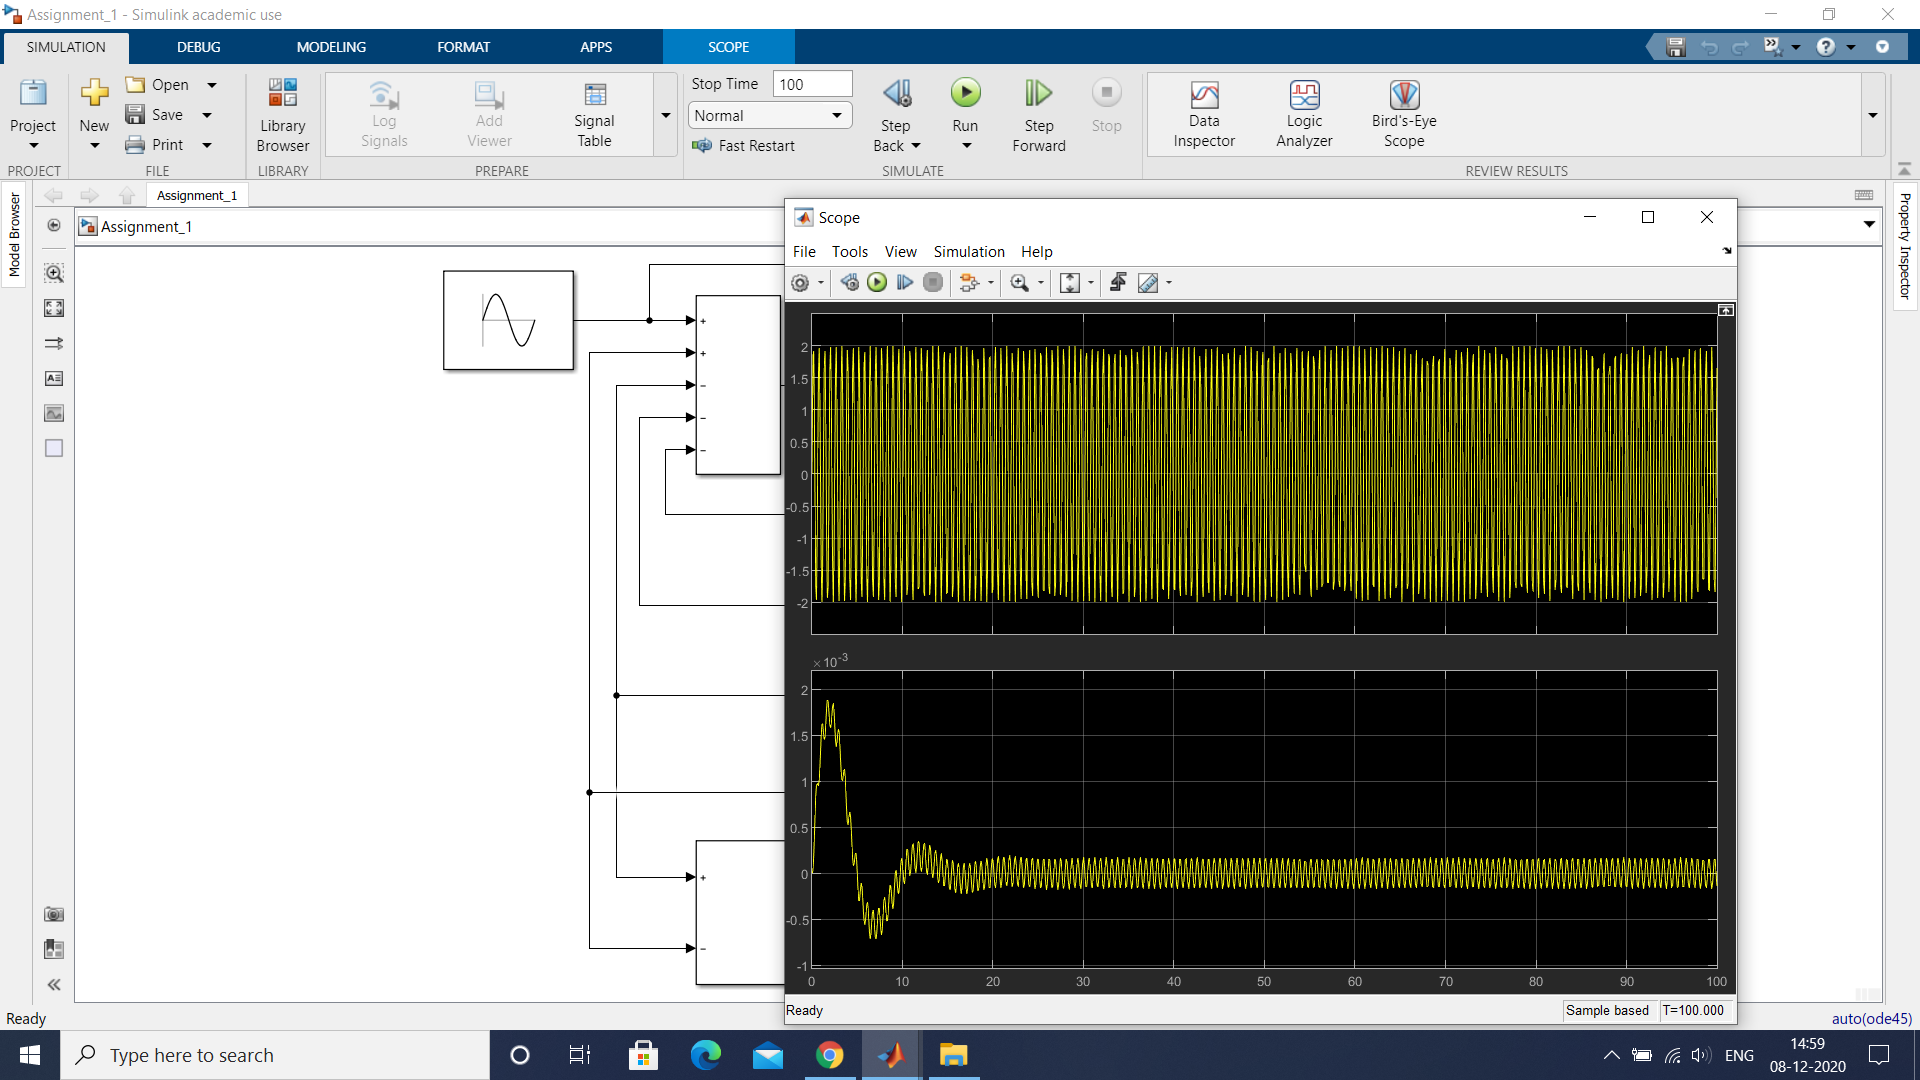 Assignment_1 - Simulink academic use
SIMULATION DEBUG MODELING FORMAT APPS SCOPE
Project
PROJECT
New
Open
Save
Print
FILE
Library Browser
LIBRARY
Log Signals
Add Viewer
Signal Table
PREPARE
Stop Time 100
Normal
Fast Restart
Step Back
Run
Step Forward
Stop
SIMULATE
Data Inspector
Logic Analyzer
Bird's-Eye Scope
REVIEW RESULTS
Model Browser
Assignment_1
Assignment_1
Property Inspector
+
+
-
-
-
+
-
Scope
File Tools View Simulation Help
2
1.5
1
0.5
0
-0.5
-1
-1.5
-2
×10-3
2
1.5
1
0.5
0
-0.5
-1
0 10 20 30 40 50 60 70 80 90 100
Ready Sample based T=100.000
Ready auto(ode45)
Type here to search
ENG
14:59
08-12-2020